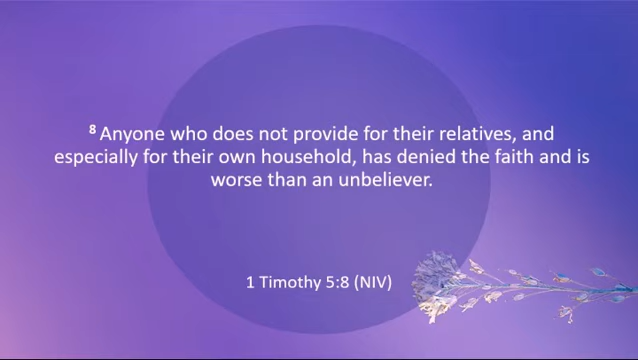 ⁸ Anyone who does not provide for their relatives, and
especially for their own household, has denied the faith and is
worse than an unbeliever.
1 Timothy 5:8 (NIV)